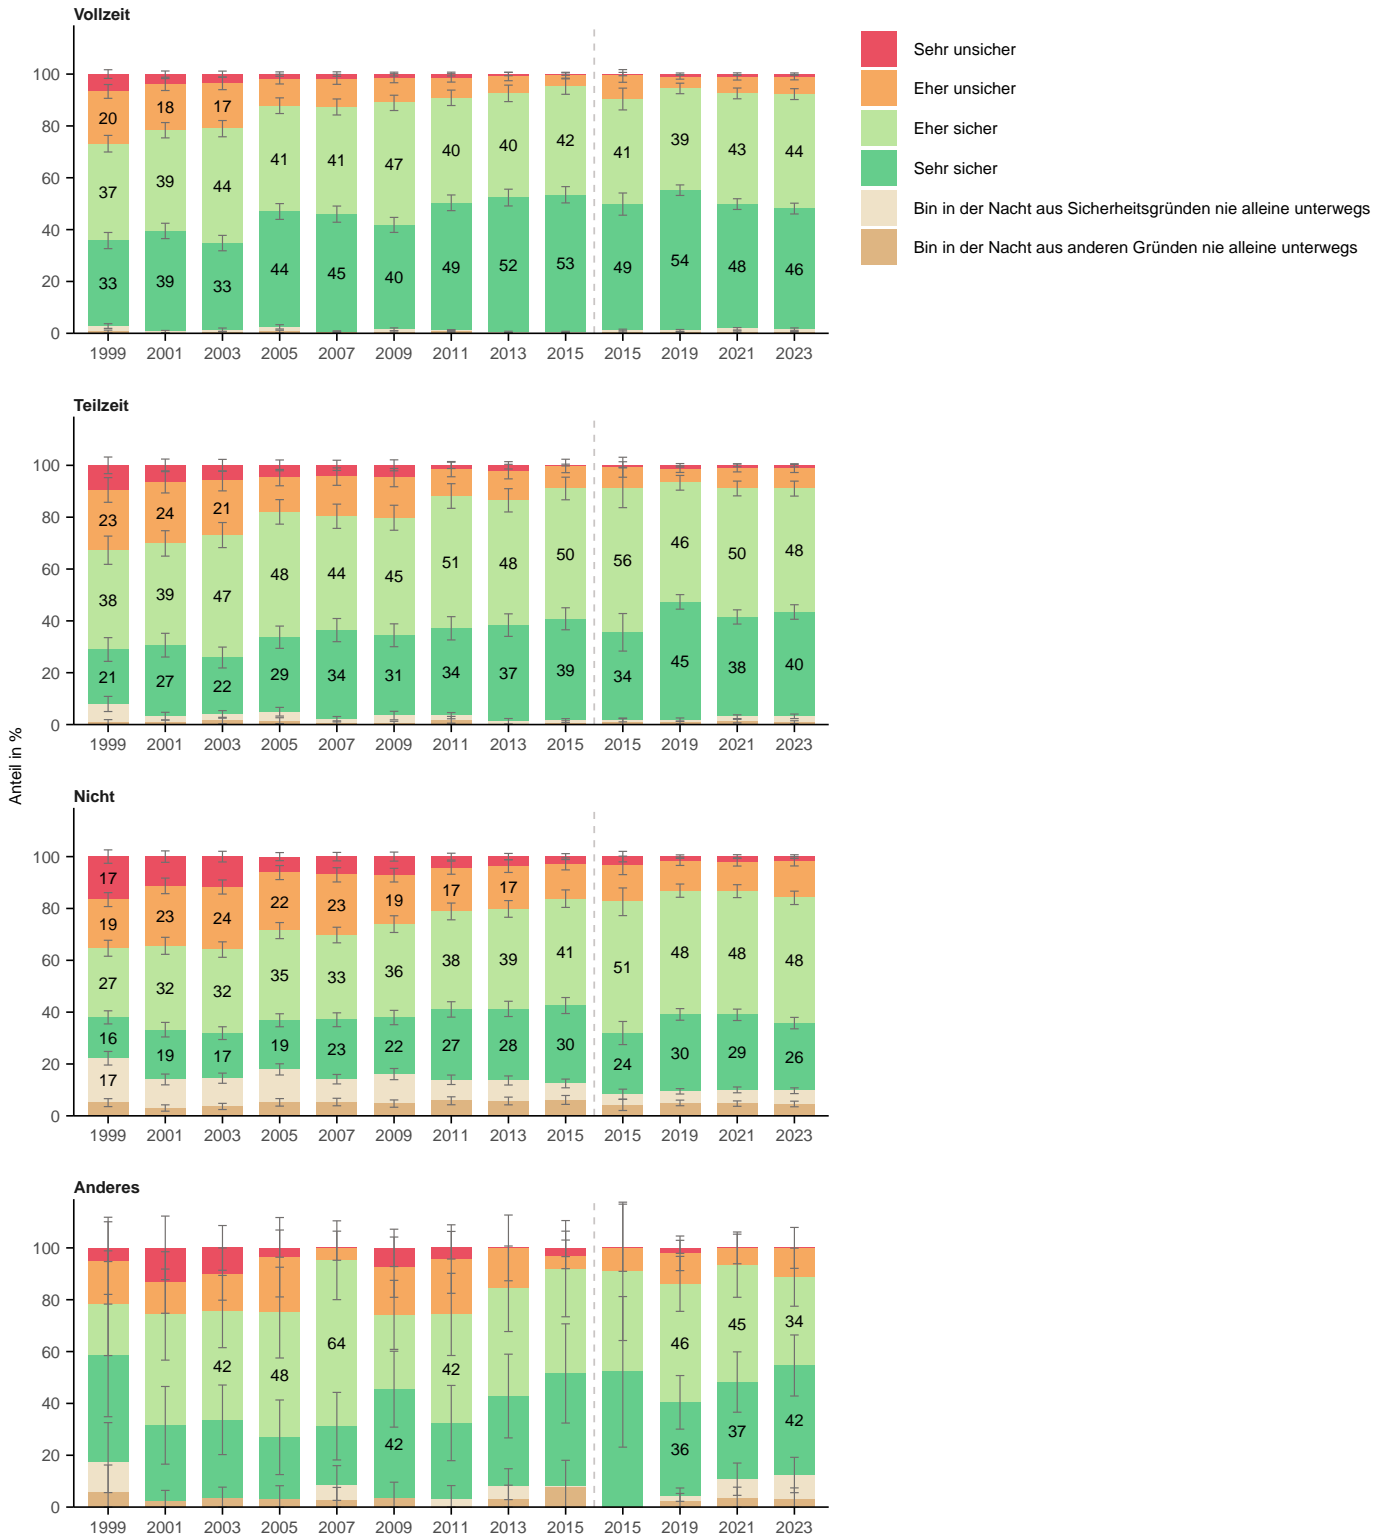 Vollzeit
Sehr unsicher
Eher unsicher
Eher sicher
Sehr sicher
Bin in der Nacht aus Sicherheitsgründen nie alleine unterwegs
Bin in der Nacht aus anderen Gründen nie alleine unterwegs
100
80
60
40
20
0
20 18 17
37 39 44 41 41 47 40 40 42 41 39 43 44
33 39 33 44 45 40 49 52 53 49 54 48 46
1999 2001 2003 2005 2007 2009 2011 2013 2015 2015 2019 2021 2023
Teilzeit
100
80
60
40
20
0
23 24 21
38 39 47 48 44 45 51 48 50 56 46 50 48
21 27 22 29 34 31 34 37 39 34 45 38 40
1999 2001 2003 2005 2007 2009 2011 2013 2015 2015 2019 2021 2023
Anteil in %
Nicht
100
80
60
40
20
0
17
19 23 24 22 23 19 17 17
27 32 32 35 33 36 38 39 41 51 48 48 48
16 19 17 19 23 22 27 28 30 24 30 29 26
17
1999 2001 2003 2005 2007 2009 2011 2013 2015 2015 2019 2021 2023
Anderes
100
80
60
40
20
0
42 48 64 42 46 45 34
42 36 37 42
1999 2001 2003 2005 2007 2009 2011 2013 2015 2015 2019 2021 2023